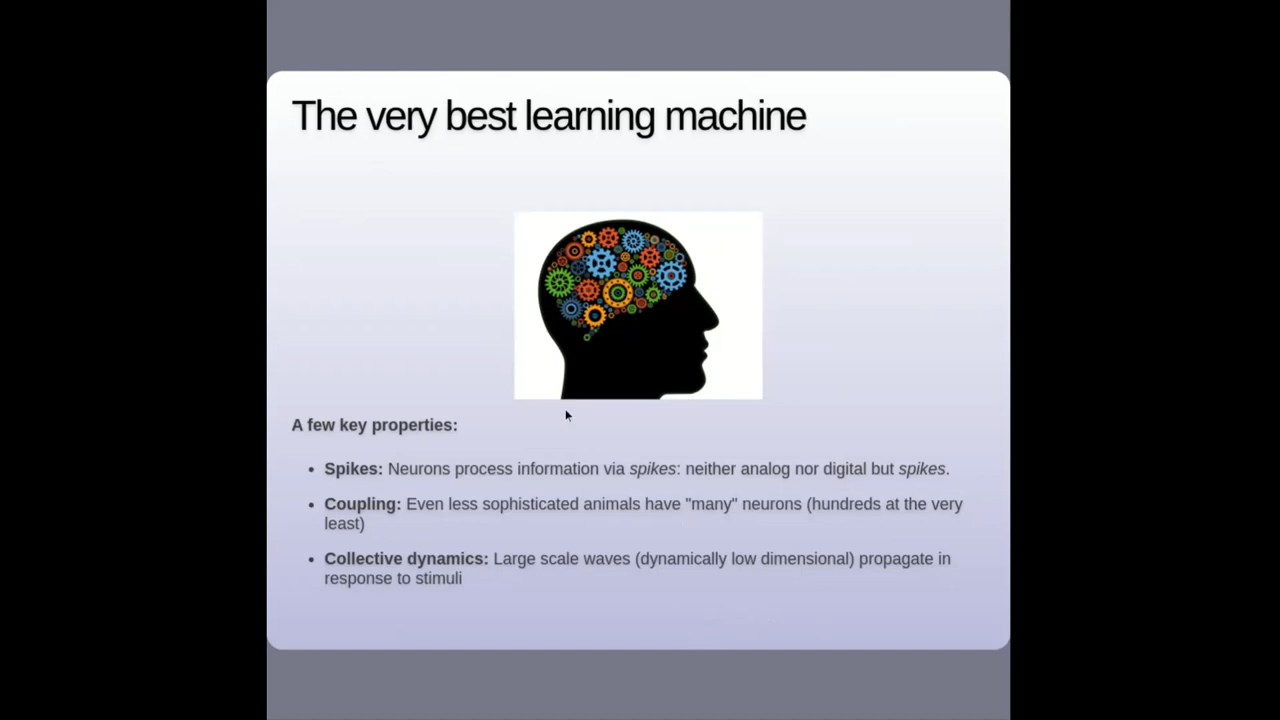 The very best learning machine
A few key properties:
• Spikes: Neurons process information via spikes: neither analog nor digital but spikes.
• Coupling: Even less sophisticated animals have "many" neurons (hundreds at the very
least)
• Collective dynamics: Large scale waves (dynamically low dimensional) propagate in
response to stimuli